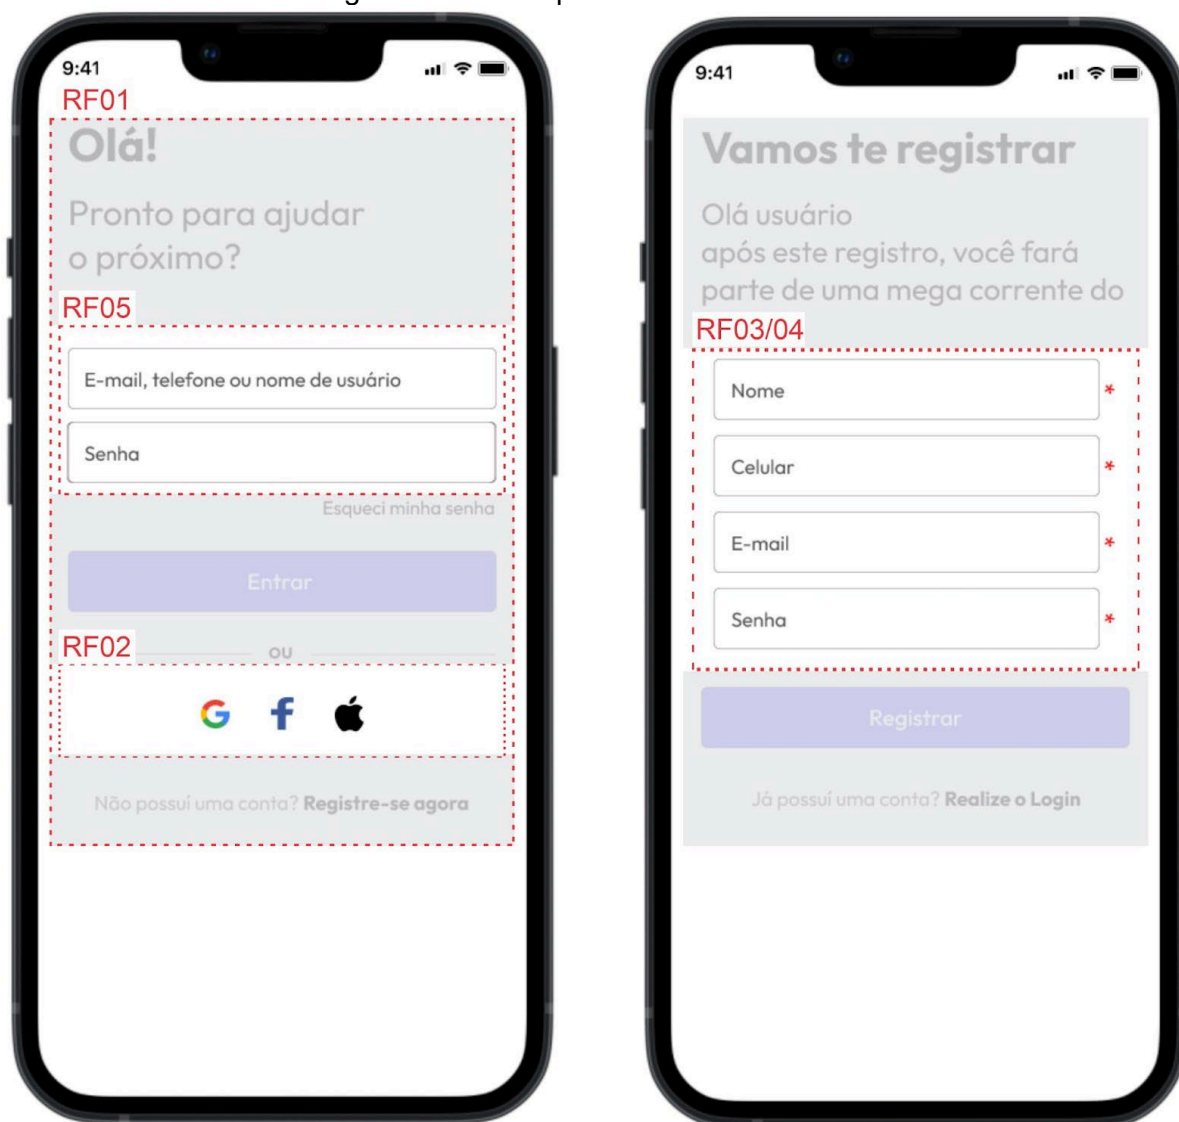 9:41
RF01
Olá!
Pronto para ajudar
o próximo?
RF05
E-mail, telefone ou nome de usuário
Senha
Esqueci minha senha
Entrar
RF02
ou
Não possuí uma conta? Registre-se agora
9:41
Vamos te registrar
Olá usuário
após este registro, você fará
parte de uma mega corrente do
RF03/04
Nome *
Celular *
E-mail *
Senha *
Registrar
Já possuí uma conta? Realize o Login